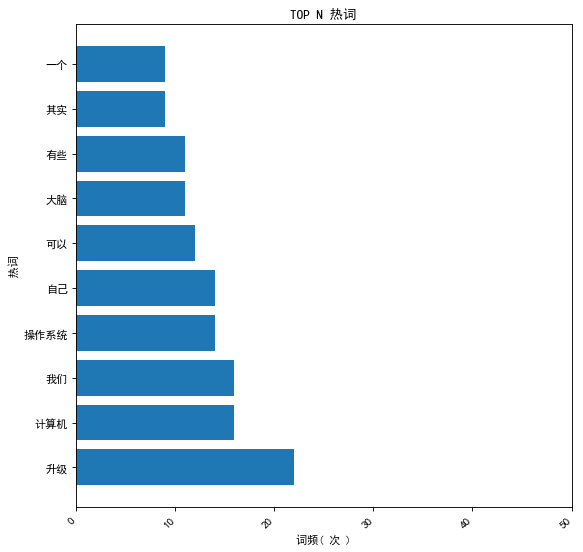 TOP N 热词
一个
其实
有些
大脑
可以
自己
操作系统
我们
计算机
升级
热词
0 10 20 30 40 50
词频( 次 )